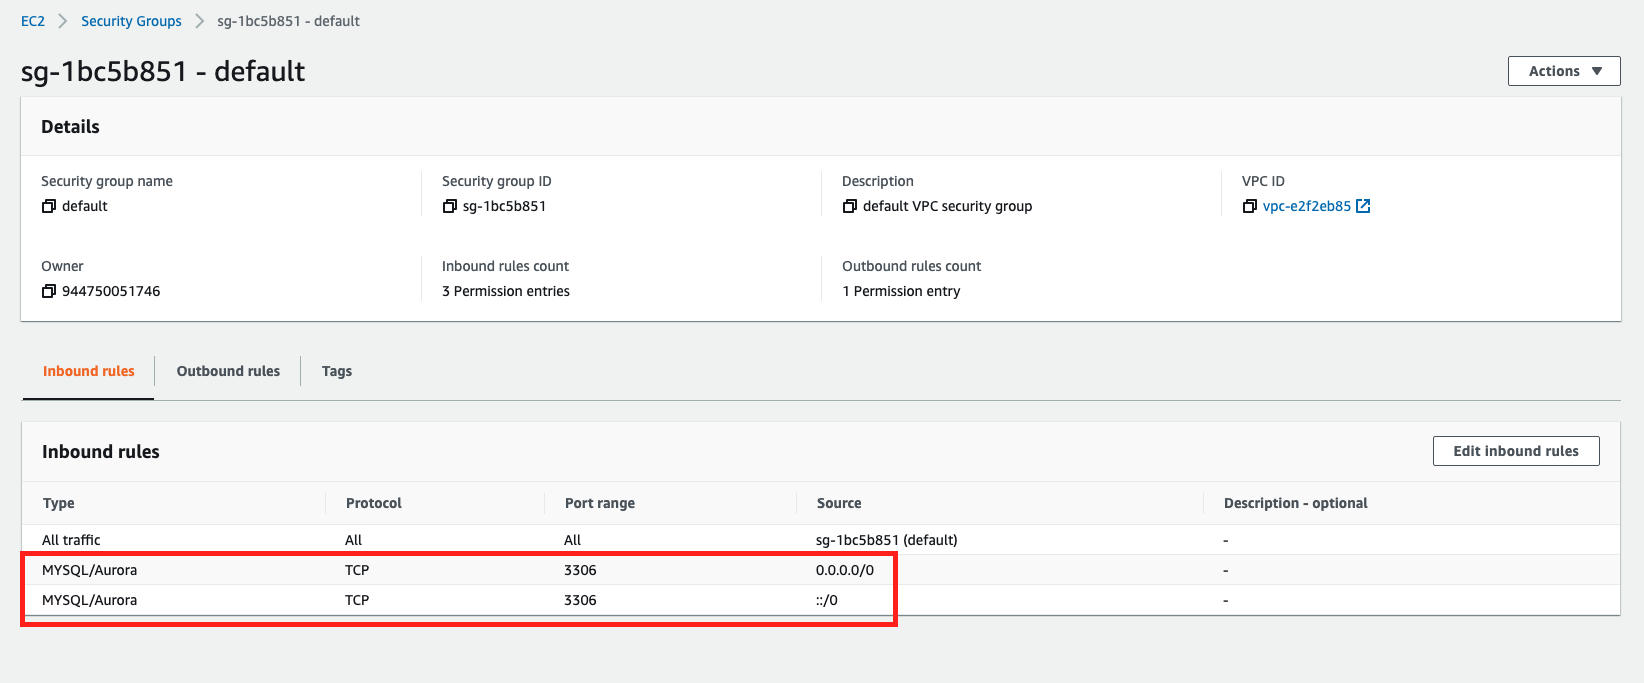 EC2 > Security Groups > sg-1bc5b851 - default
sg-1bc5b851 - default
Actions ▼
Details
Security group name Security group ID Description VPC ID
default sg-1bc5b851 default VPC security group vpc-e2f2eb85
Owner Inbound rules count Outbound rules count
944750051746 3 Permission entries 1 Permission entry
Inbound rules Outbound rules Tags
Inbound rules Edit inbound rules
Type Protocol Port range Source Description - optional
All traffic All All sg-1bc5b851 (default) -
MYSQL/Aurora TCP 3306 0.0.0.0/0 -
MYSQL/Aurora TCP 3306 ::/0 -